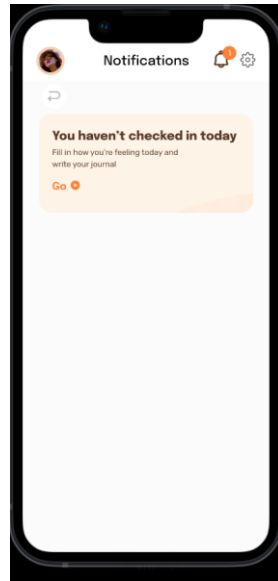 Notifications
1
You haven't checked in today
Fill in how you're feeling today and
write your journal
Go